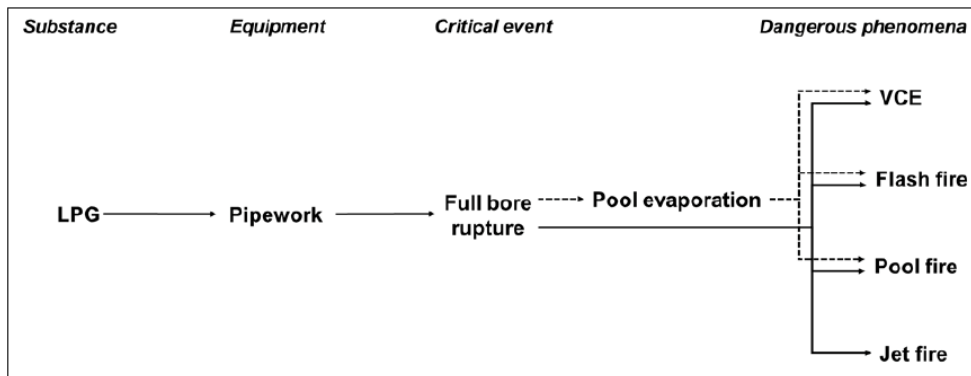 Substance Equipment Critical event Dangerous phenomena
VCE
Flash fire
LPG Pipework Full bore rupture Pool evaporation
Pool fire
Jet fire